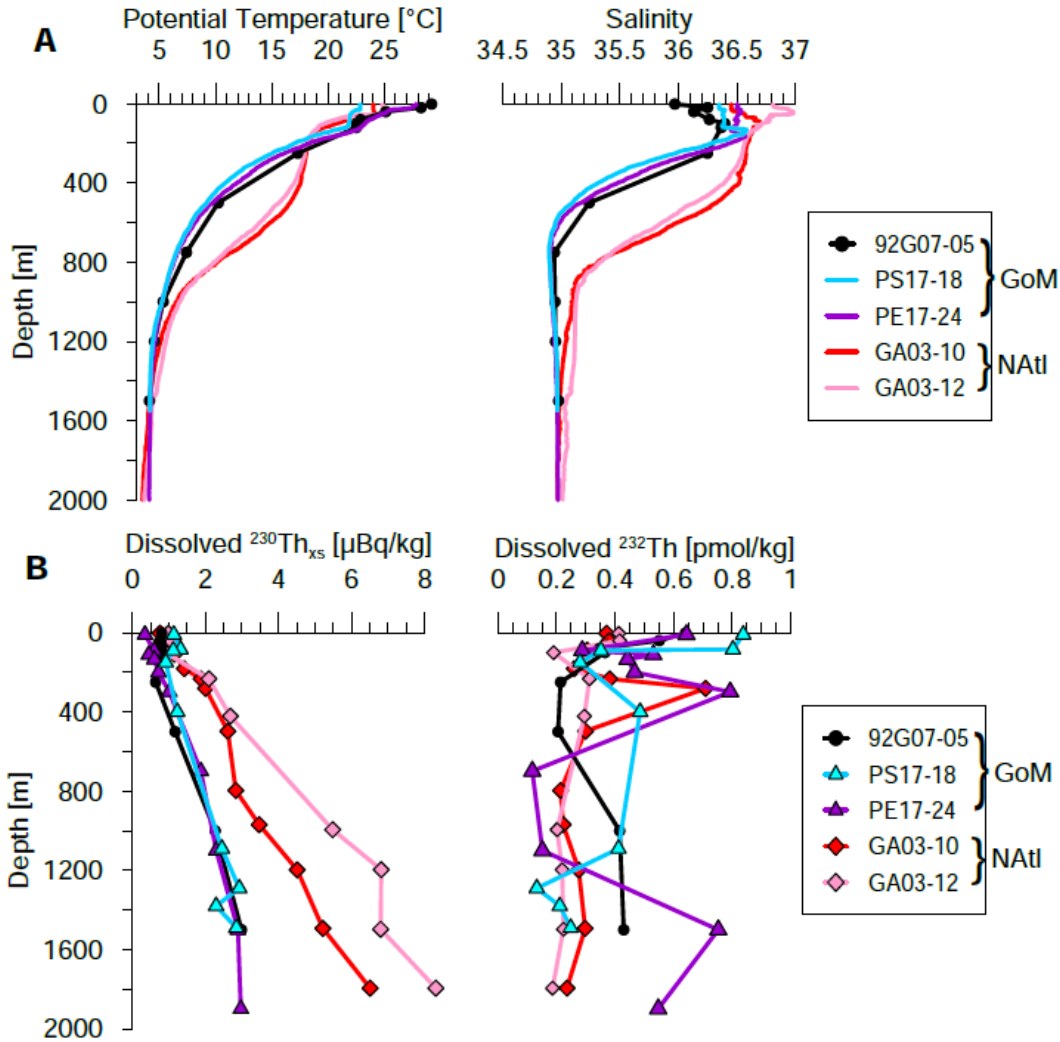 A
Potential Temperature [°C]
5 10 15 20 25
Salinity
34.5 35 35.5 36 36.5 37
Depth [m]
0
400
800
1200
1600
2000
92G07-05
PS17-18
PE17-24
GA03-10
GA03-12
} GoM
} NAtl
B
Dissolved ²³⁰Thxs [µBq/kg]
0 2 4 6 8
Dissolved ²³²Th [pmol/kg]
0 0.2 0.4 0.6 0.8 1
Depth [m]
0
400
800
1200
1600
2000
92G07-05
PS17-18
PE17-24
GA03-10
GA03-12
} GoM
} NAtl